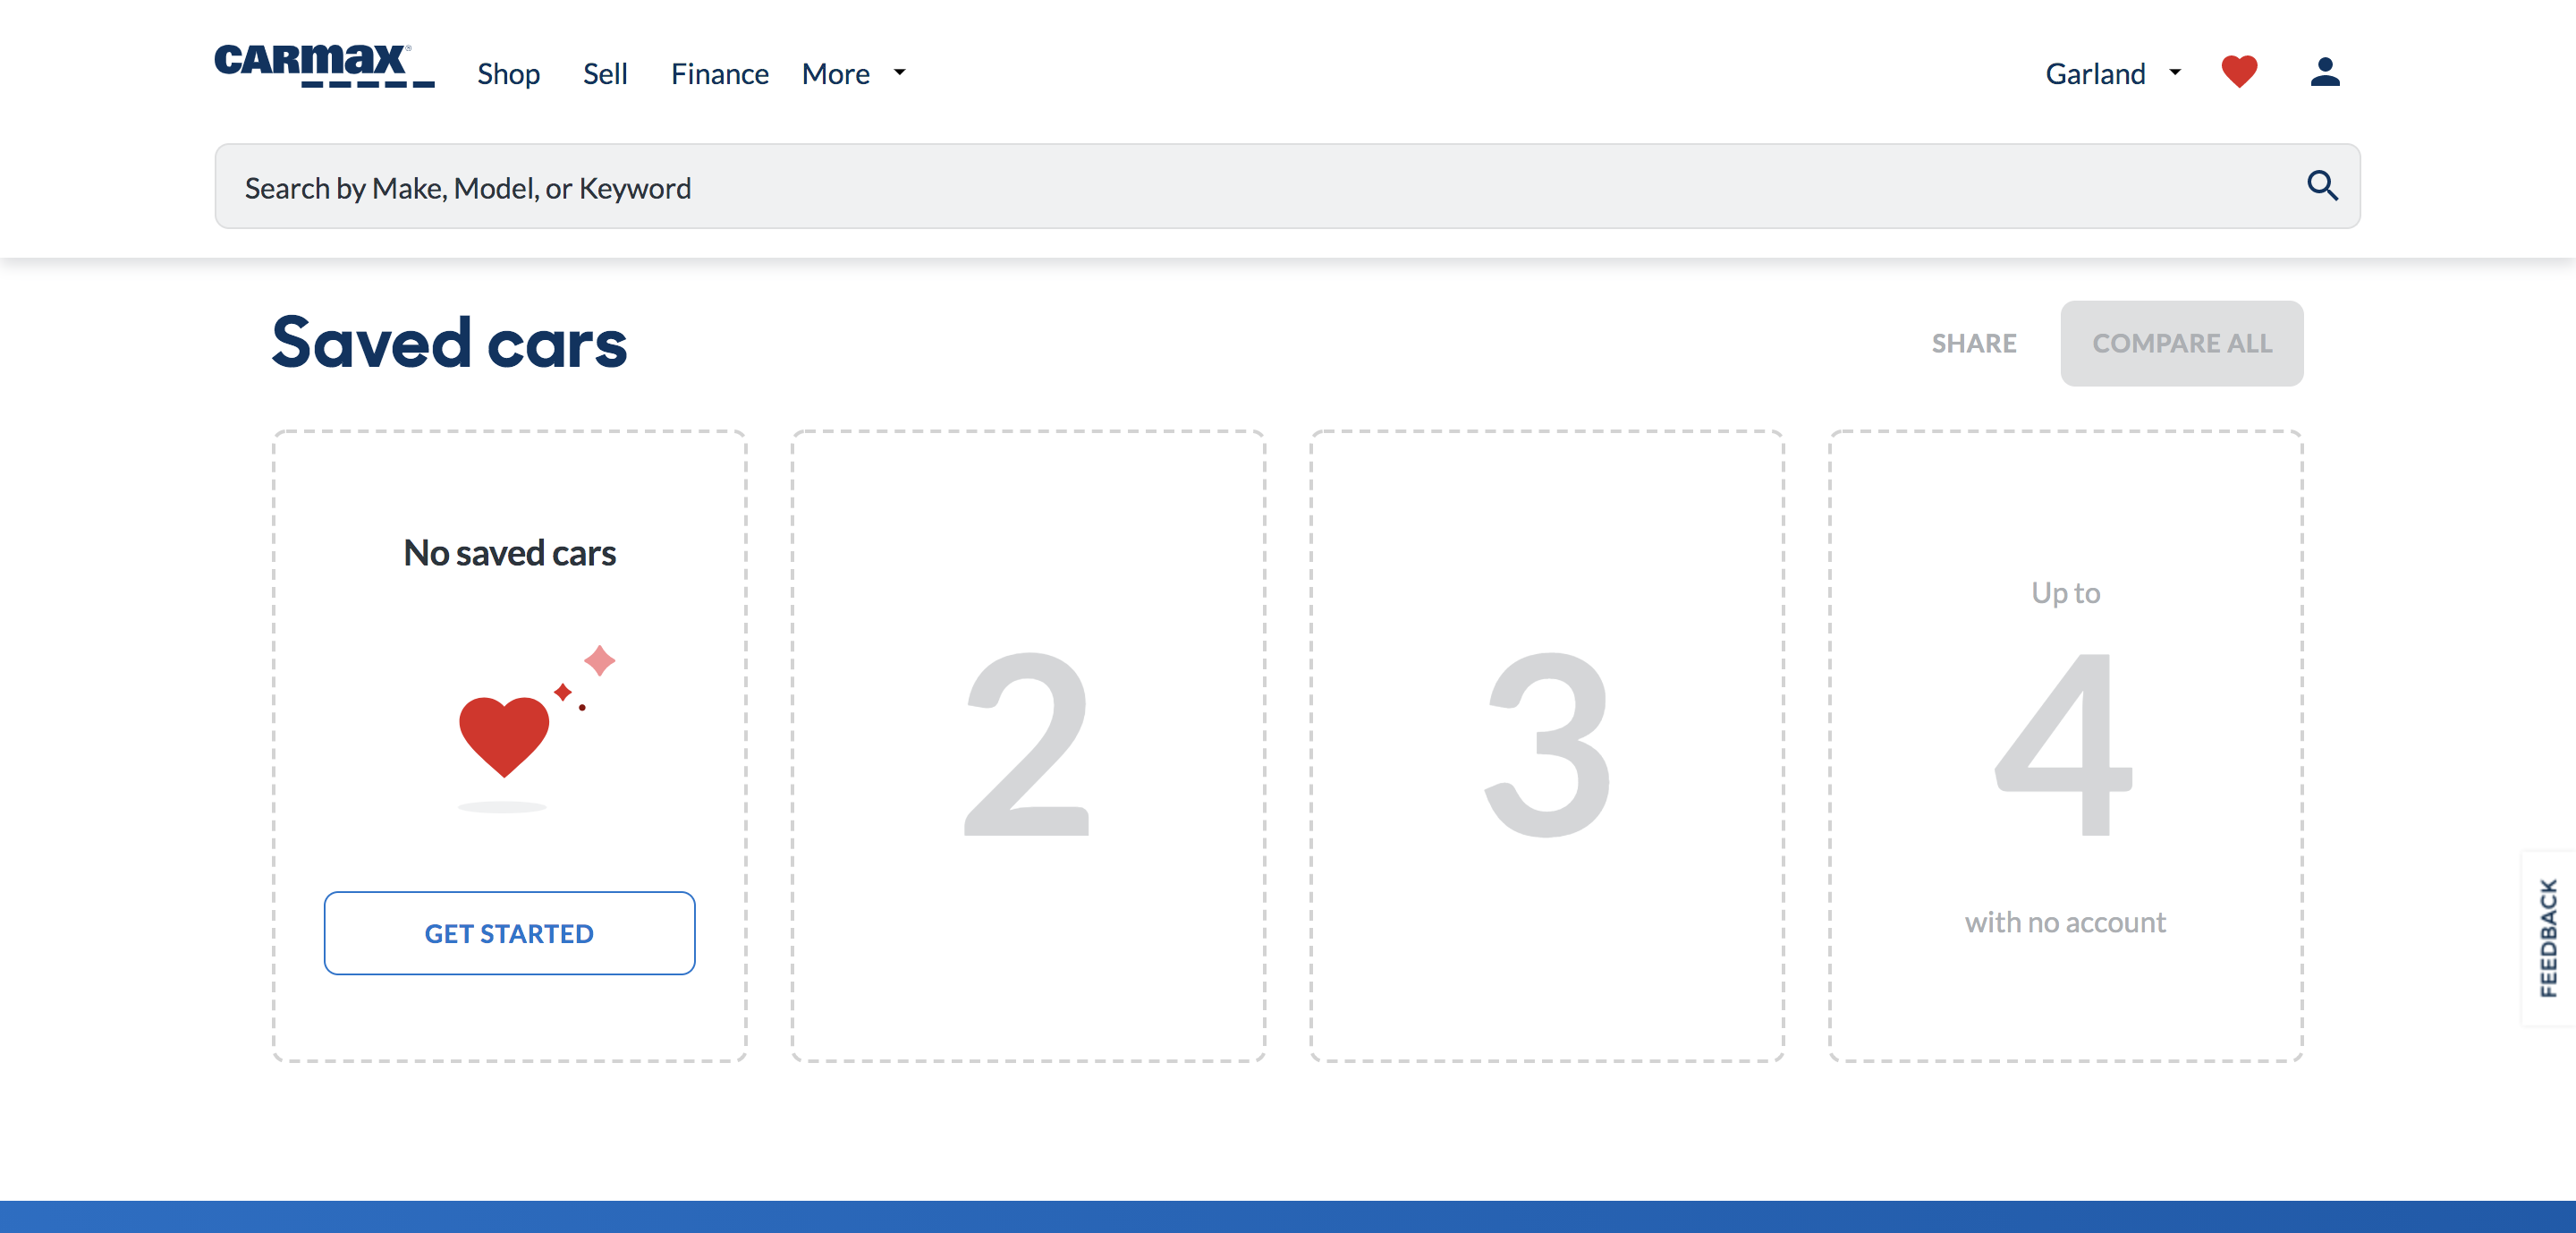 CARMAX®
Shop Sell Finance More
Garland
Search by Make, Model, or Keyword
Saved cars
SHARE
COMPARE ALL
No saved cars
GET STARTED
2
3
Up to
4
with no account
FEEDBACK